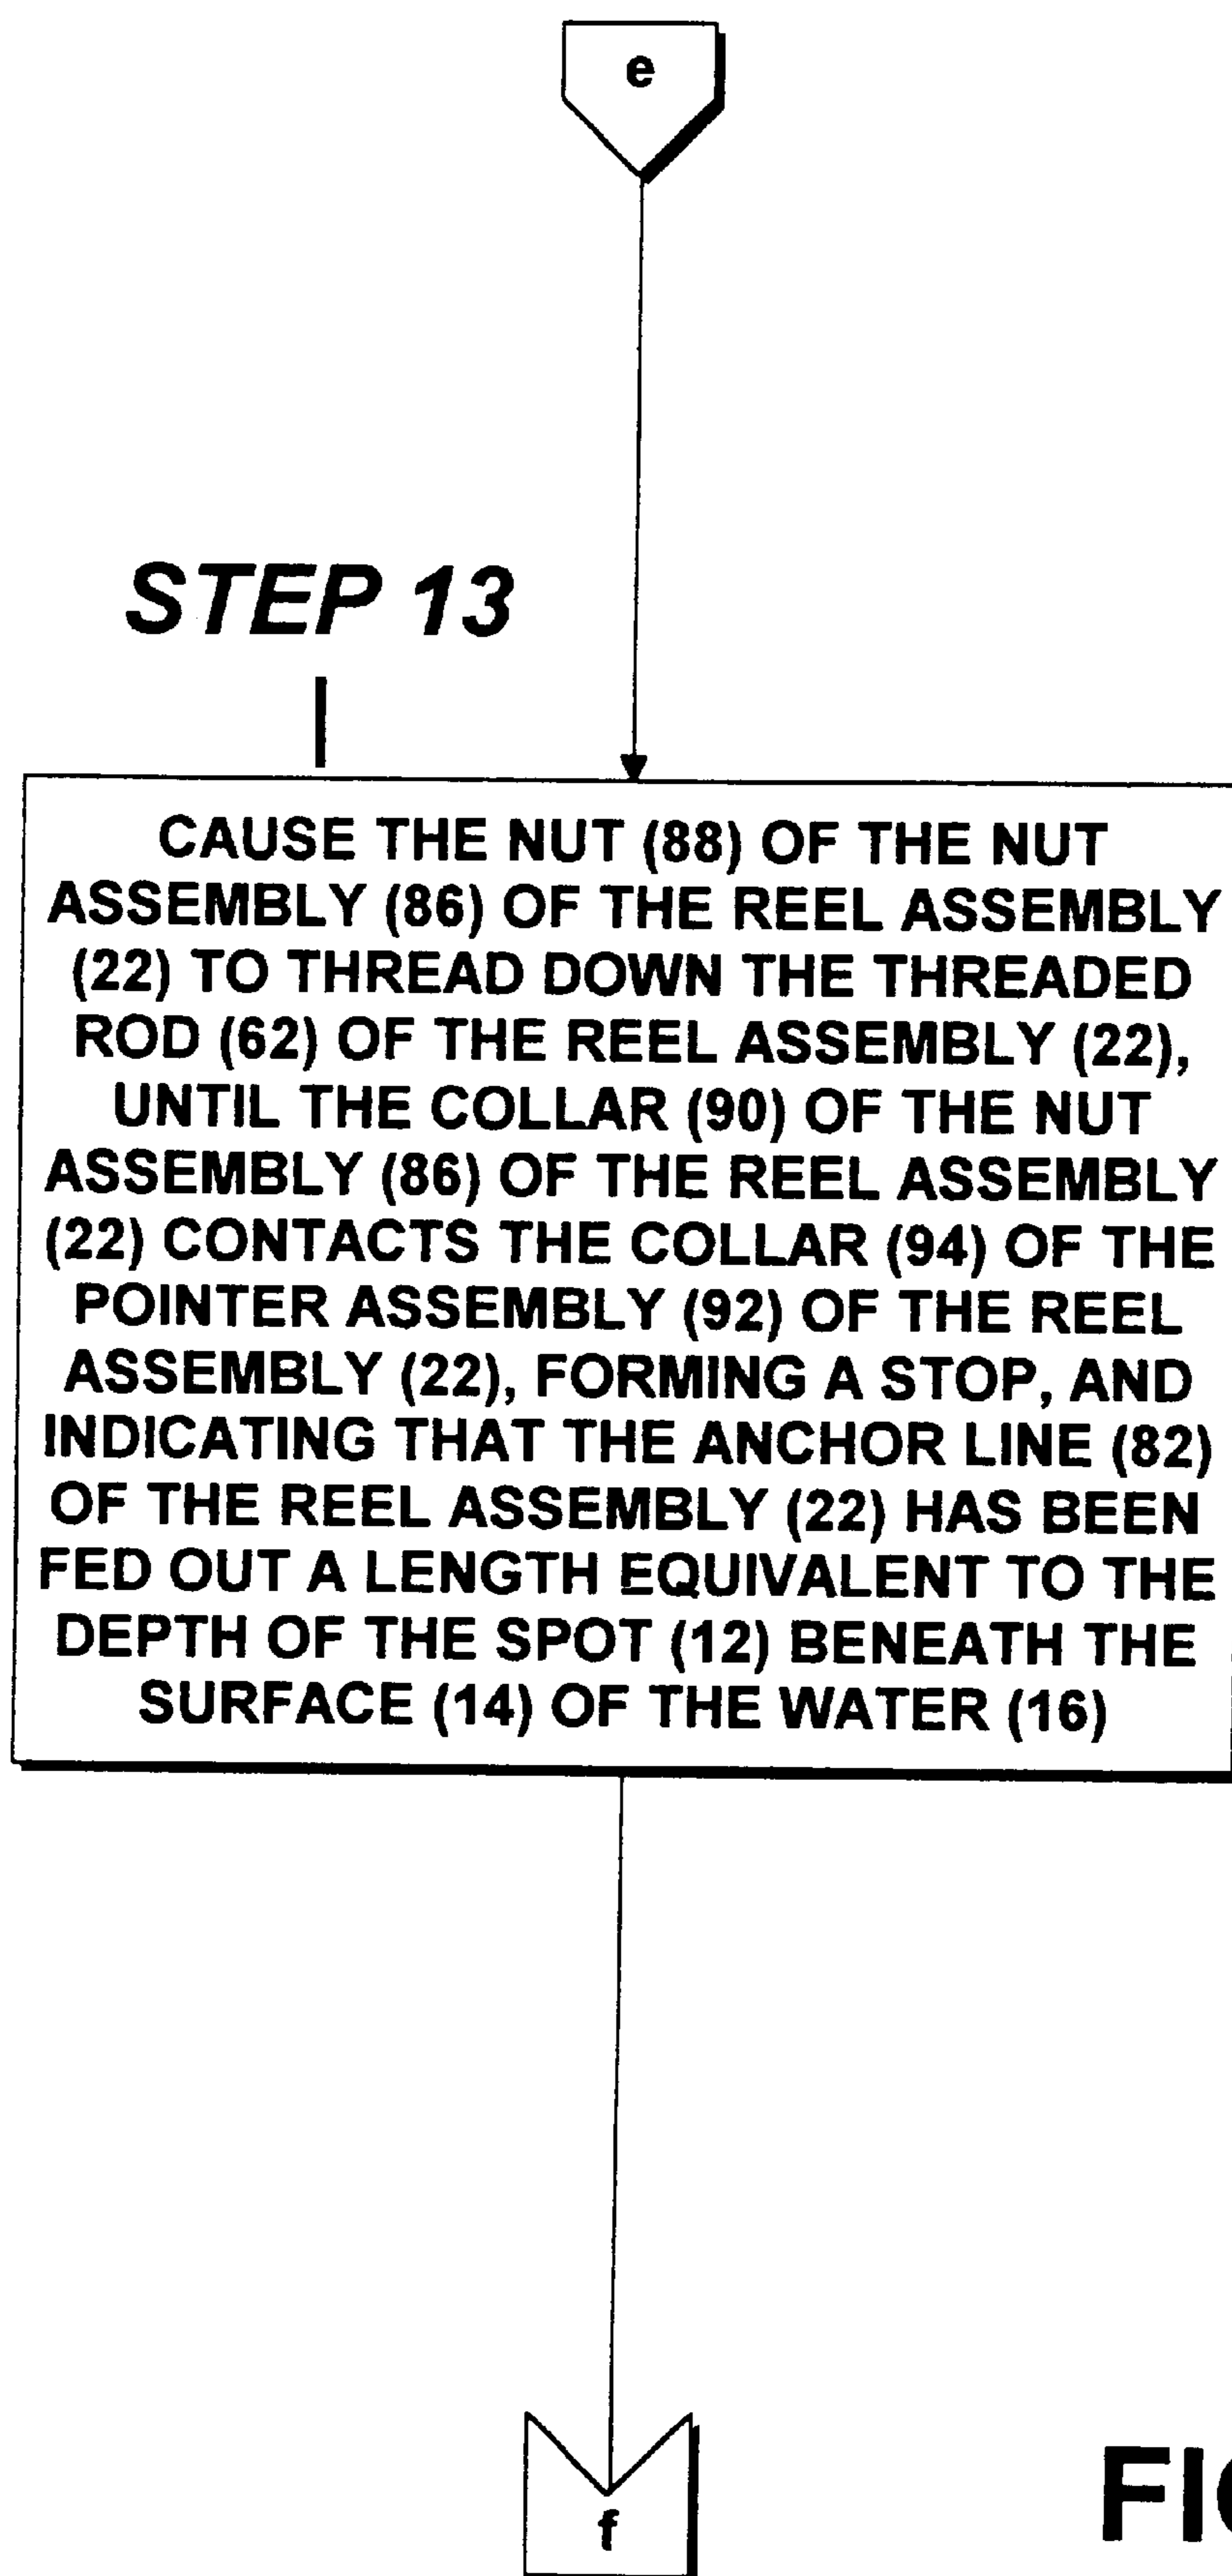 e
STEP 13
CAUSE THE NUT (88) OF THE NUT
ASSEMBLY (86) OF THE REEL ASSEMBLY
(22) TO THREAD DOWN THE THREADED
ROD (62) OF THE REEL ASSEMBLY (22),
UNTIL THE COLLAR (90) OF THE NUT
ASSEMBLY (86) OF THE REEL ASSEMBLY
(22) CONTACTS THE COLLAR (94) OF THE
POINTER ASSEMBLY (92) OF THE REEL
ASSEMBLY (22), FORMING A STOP, AND
INDICATING THAT THE ANCHOR LINE (82)
OF THE REEL ASSEMBLY (22) HAS BEEN
FED OUT A LENGTH EQUIVALENT TO THE
DEPTH OF THE SPOT (12) BENEATH THE
SURFACE (14) OF THE WATER (16)
f